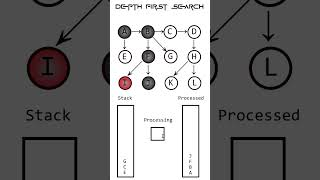 DEPTH FIRST SEARCH
A B C D
E G H
I K L
I L
Stack Processed
Processing
I
G
C
E
J
F
B
A